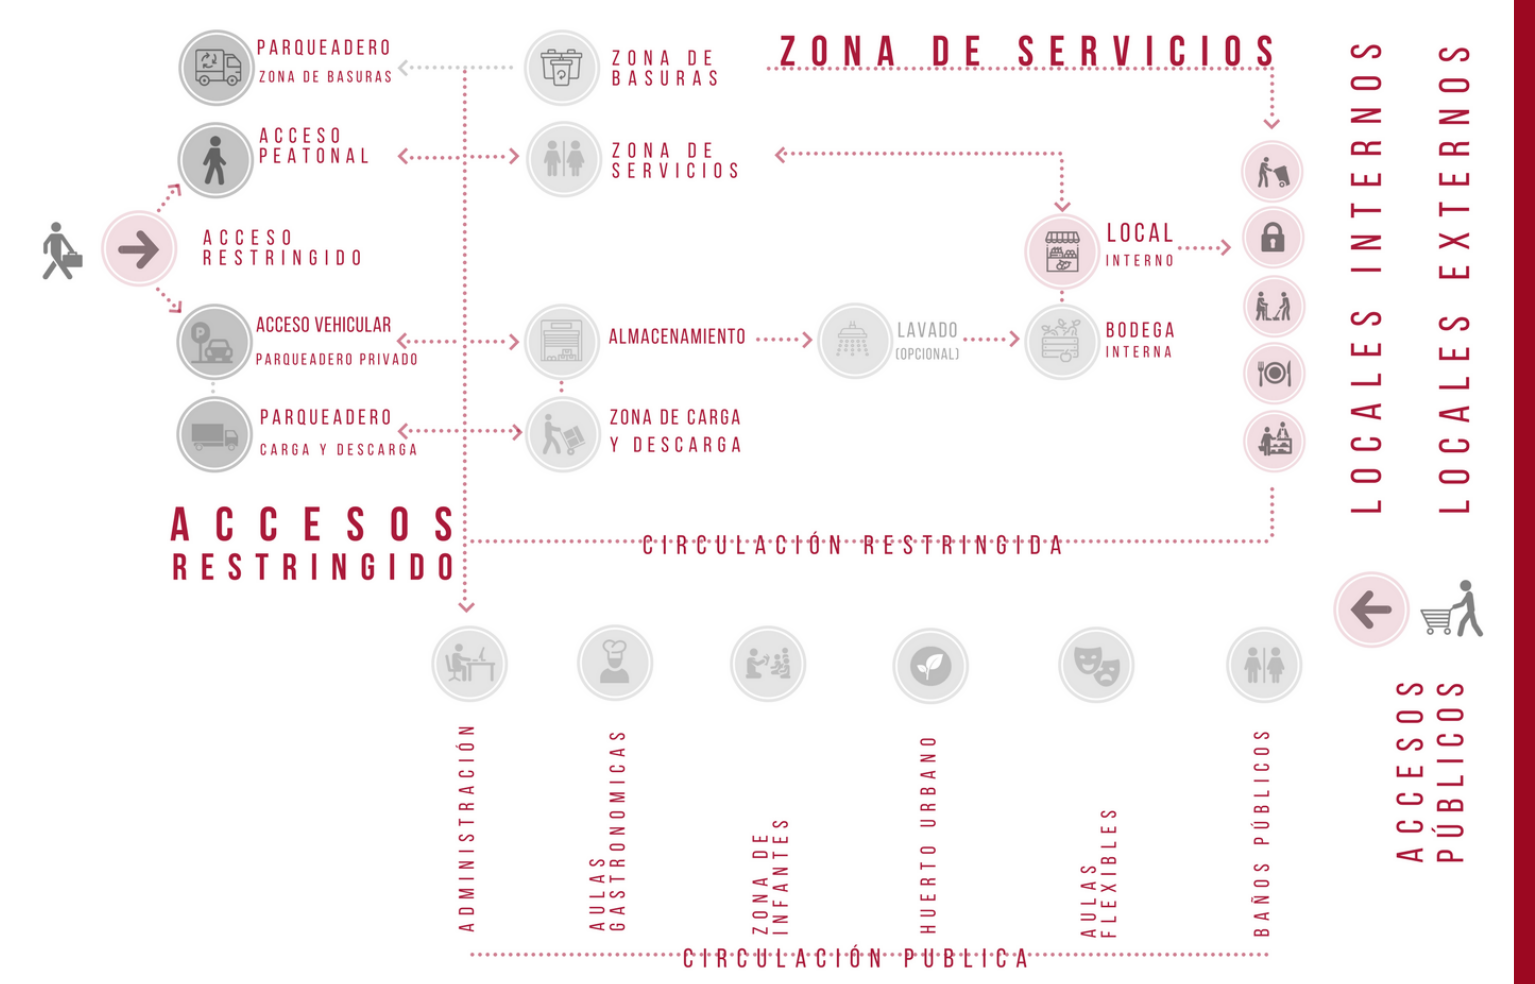 PARQUEADERO
ZONA DE BASURAS
ZONA DE
BASURAS
ZONA DE SERVICIOS
ACCESO
PEATONAL
ZONA DE
SERVICIOS
ACCESO
RESTRINGIDO
LOCAL
INTERNO
ACCESO VEHICULAR
PARQUEADERO PRIVADO
P
ALMACENAMIENTO
LAVADO
(OPCIONAL)
BODEGA
INTERNA
PARQUEADERO
CARGA Y DESCARGA
ZONA DE CARGA
Y DESCARGA
LOCALES INTERNOS
LOCALES EXTERNOS
ACCESOS
RESTRINGIDO
CIRCULACIÓN RESTRINGIDA
ADMINISTRACIÓN
AULAS
GASTRONOMICAS
ZONA DE
INFANTES
HUERTO URBANO
AULAS
FLEXIBLES
BAÑOS PÚBLICOS
ACCESOS
PÚBLICOS
CIRCULACIÓN PUBLICA